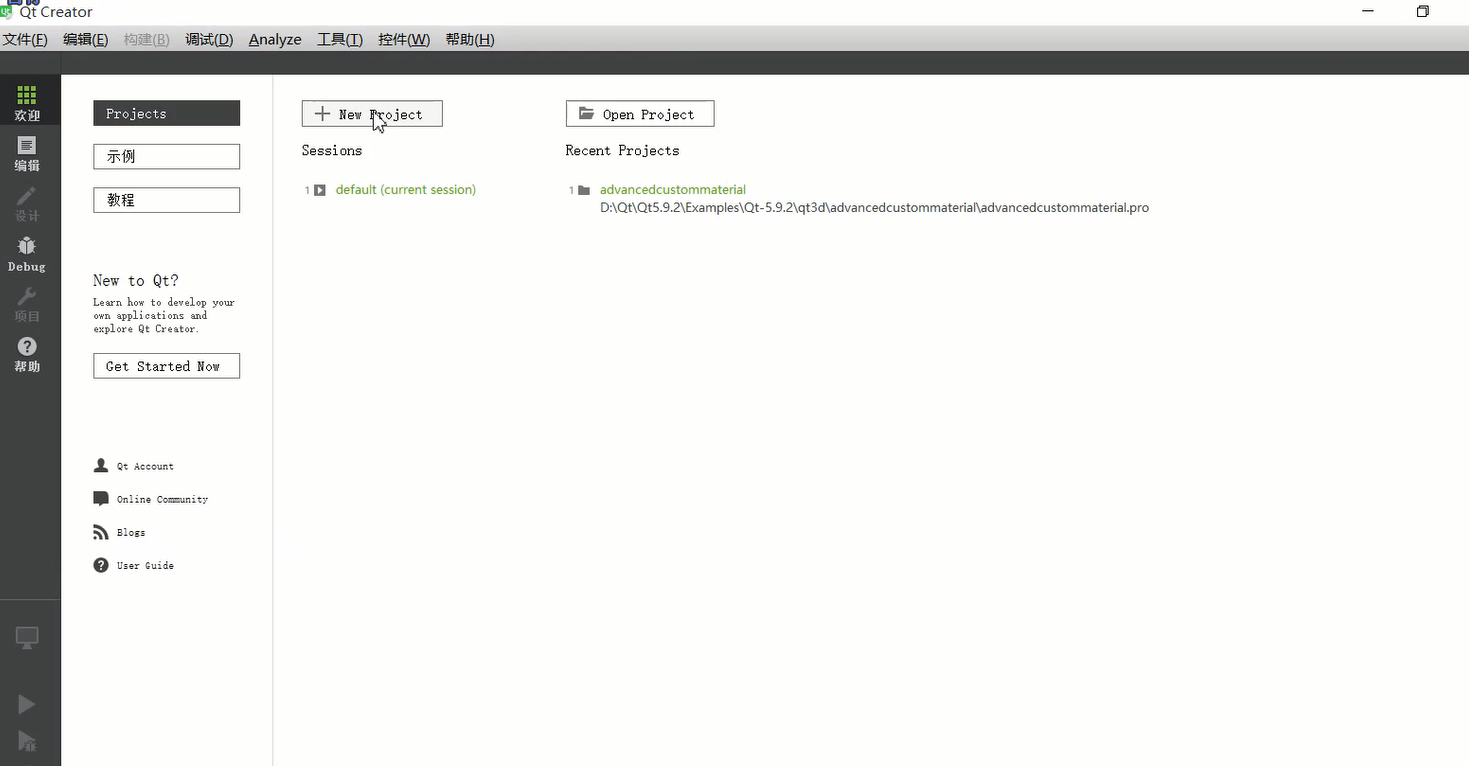 Qt Creator
文件(F) 编辑(E) 构建(B) 调试(D) Analyze 工具(T) 控件(W) 帮助(H)
欢迎
编辑
设计
Debug
项目
帮助
Projects
示例
教程
New to Qt?
Learn how to develop your
own applications and
explore Qt Creator.
Get Started Now
Qt Account
Online Community
Blogs
User Guide
New Project
Sessions
1 default (current session)
Open Project
Recent Projects
1 advancedcustommaterial
D:\Qt\Qt5.9.2\Examples\Qt-5.9.2\qt3d\advancedcustommaterial\advancedcustommaterial.pro